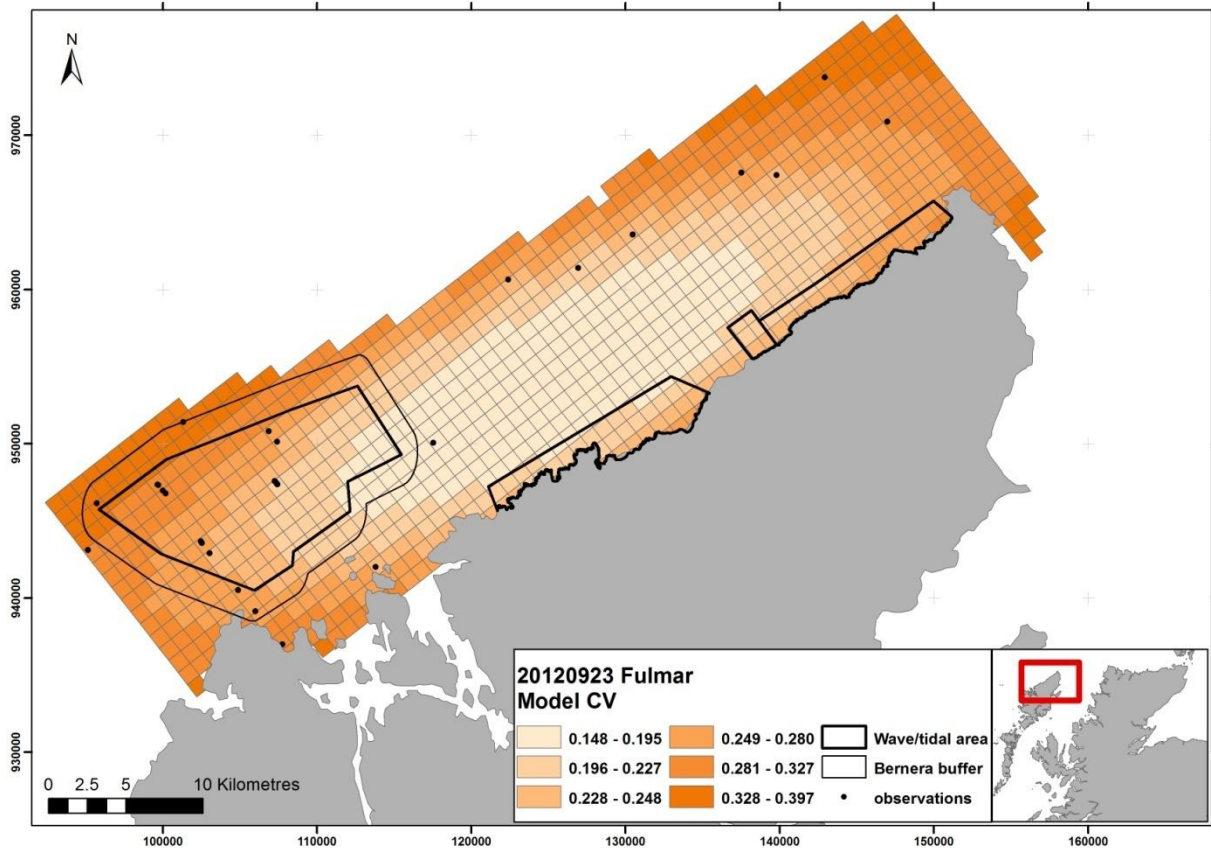 N
970000
960000
950000
940000
930000
20120923 Fulmar
Model CV
0.148 - 0.195
0.249 - 0.280
Wave/tidal area
0.196 - 0.227
0.281 - 0.327
Bernera buffer
0.228 - 0.248
0.328 - 0.397
observations
0 2.5 5 10 Kilometres
100000 110000 120000 130000 140000 150000 160000